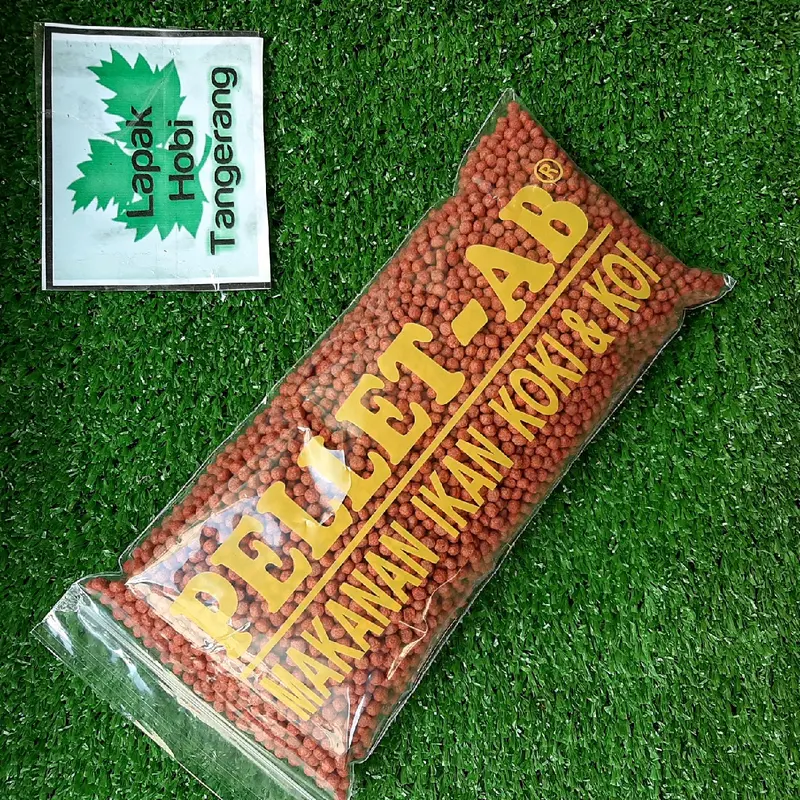 Lapak
Hobi
Tangerang
PELLET-AB®
MAKANAN IKAN KOKI & KOI